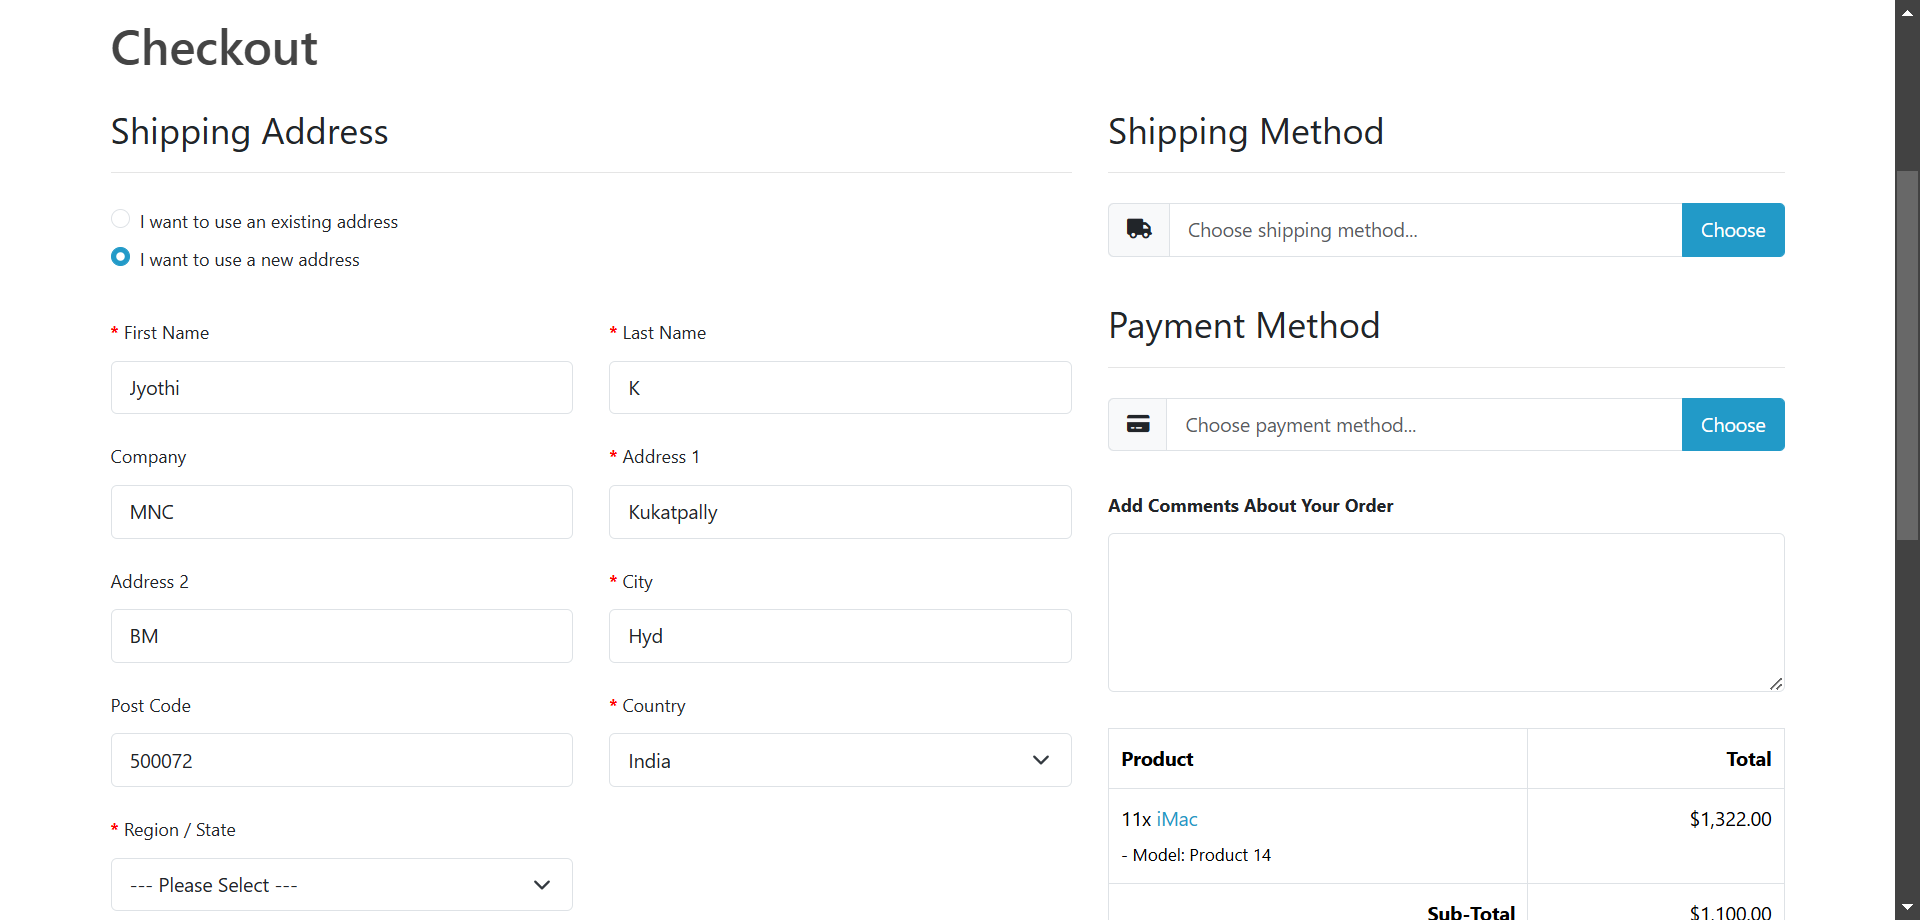 Checkout
Shipping Address
I want to use an existing address
I want to use a new address
* First Name
* Last Name
Jyothi
K
Company
* Address 1
MNC
Kukatpally
Address 2
* City
BM
Hyd
Post Code
* Country
500072
India
* Region / State
--- Please Select ---
Shipping Method
Choose shipping method...
Choose
Payment Method
Choose payment method...
Choose
Add Comments About Your Order
Product Total
11x iMac $1,322.00
- Model: Product 14
Sub-Total $1,100.00